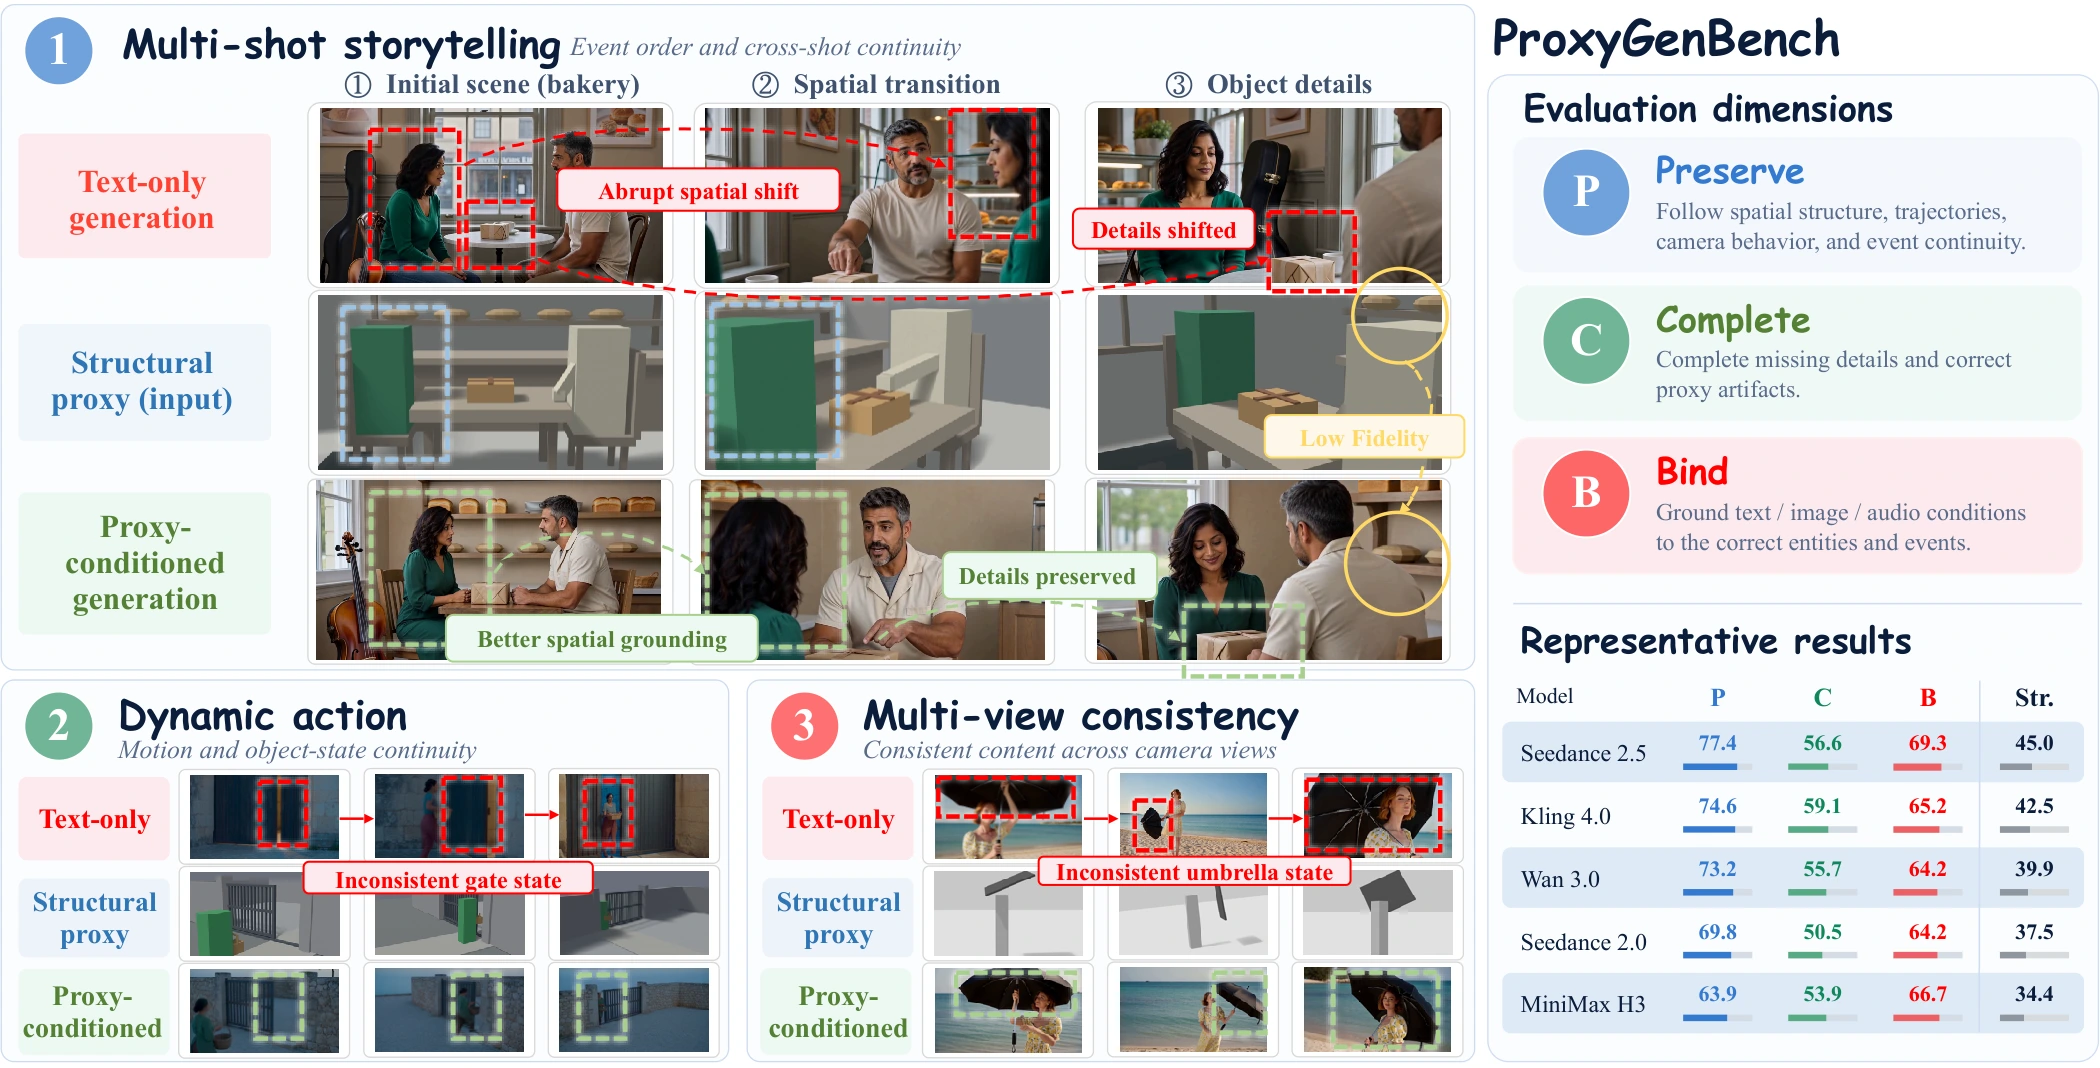 1
Multi-shot storytelling Event order and cross-shot continuity
① Initial scene (bakery)
② Spatial transition
③ Object details
Text-only
generation
Abrupt spatial shift
Details shifted
Structural
proxy (input)
Low Fidelity
Proxy-
conditioned
generation
Better spatial grounding
Details preserved
2
Dynamic action
Motion and object-state continuity
Text-only
Inconsistent gate state
Structural
proxy
Proxy-
conditioned
3
Multi-view consistency
Consistent content across camera views
Text-only
Inconsistent umbrella state
Structural
proxy
Proxy-
conditioned
ProxyGenBench
Evaluation dimensions
P
Preserve
Follow spatial structure, trajectories,
camera behavior, and event continuity.
C
Complete
Complete missing details and correct
proxy artifacts.
B
Bind
Ground text / image / audio conditions
to the correct entities and events.
Representative results
Model P C B Str.
Seedance 2.5 77.4 56.6 69.3 45.0
Kling 4.0 74.6 59.1 65.2 42.5
Wan 3.0 73.2 55.7 64.2 39.9
Seedance 2.0 69.8 50.5 64.2 37.5
MiniMax H3 63.9 53.9 66.7 34.4